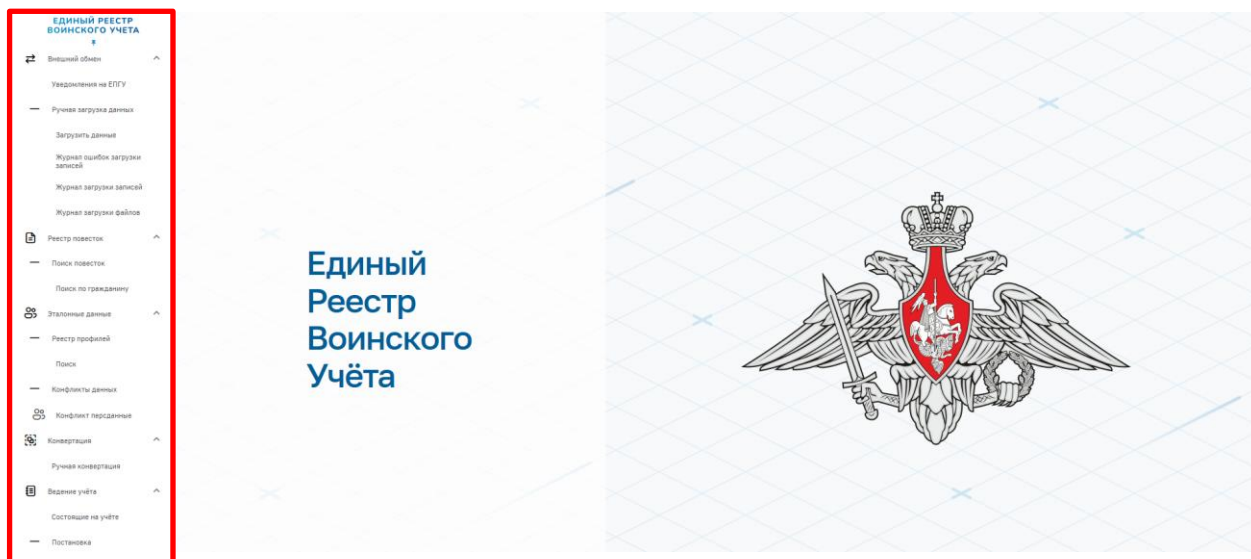 ЕДИНЫЙ РЕЕСТР
ВОИНСКОГО УЧЕТА
Внешний обмен
Уведомления на ЕПГУ
Ручная загрузка данных
Загрузить данные
Журнал ошибок загрузки
записей
Журнал загрузки записей
Журнал загрузки файлов
Реестр повесток
Поиск повесток
Поиск по гражданину
Эталонные данные
Реестр профилей
Поиск
Конфликты данных
Конфликт персданные
Конвертация
Ручная конвертация
Ведение учёта
Состоящие на учёте
Постановка
Единый
Реестр
Воинского
Учёта